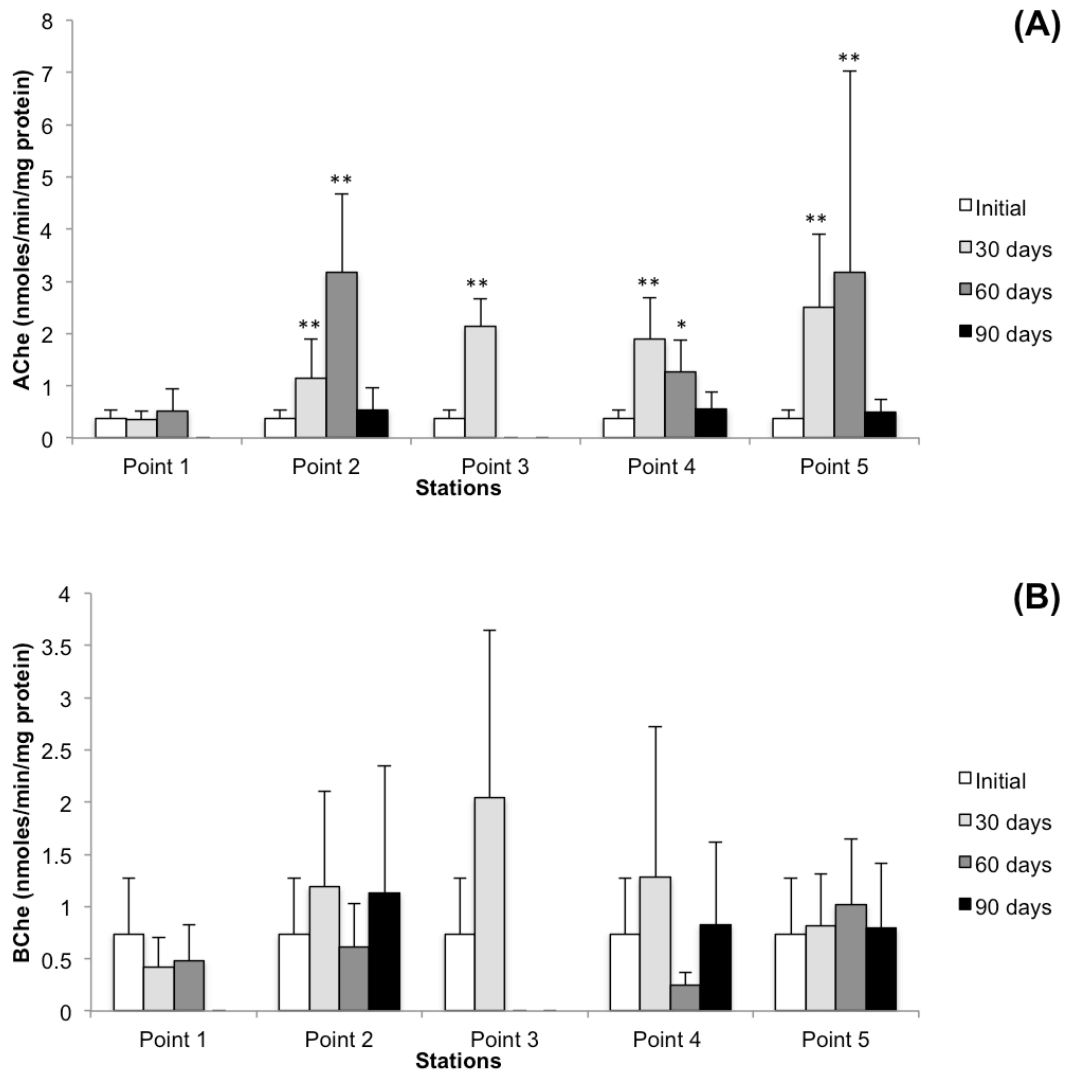 (A)
8
7
6
5
4
3
2
1
0
AChe (nmoles/min/mg protein)
**
**
**
**
**
*
**
**
Point 1
Point 2
Point 3
Point 4
Point 5
Stations
Initial
30 days
60 days
90 days
(B)
4
3.5
3
2.5
2
1.5
1
0.5
0
BChe (nmoles/min/mg protein)
Point 1
Point 2
Point 3
Point 4
Point 5
Stations
Initial
30 days
60 days
90 days